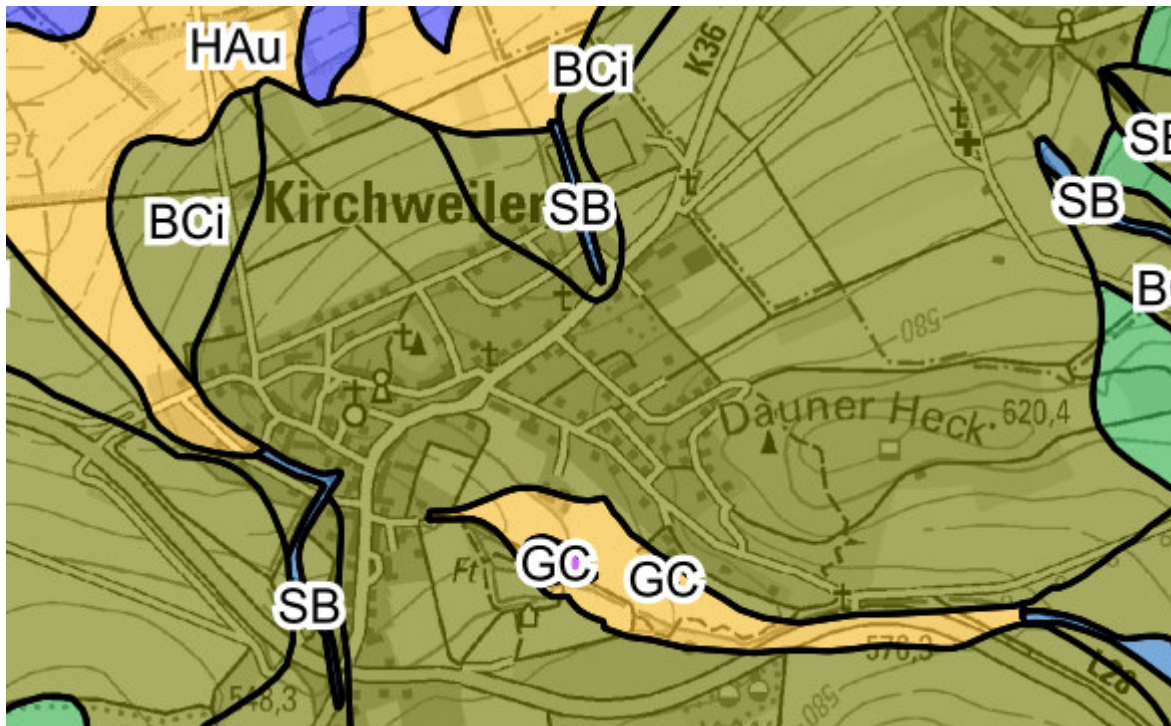 HAu
BCi
K36
SB
BCi
Kirchweiler
SB
SB
580
Dauner Heck
620,4
GC
GC
Ft
SB
578,3
L28
580
548,3